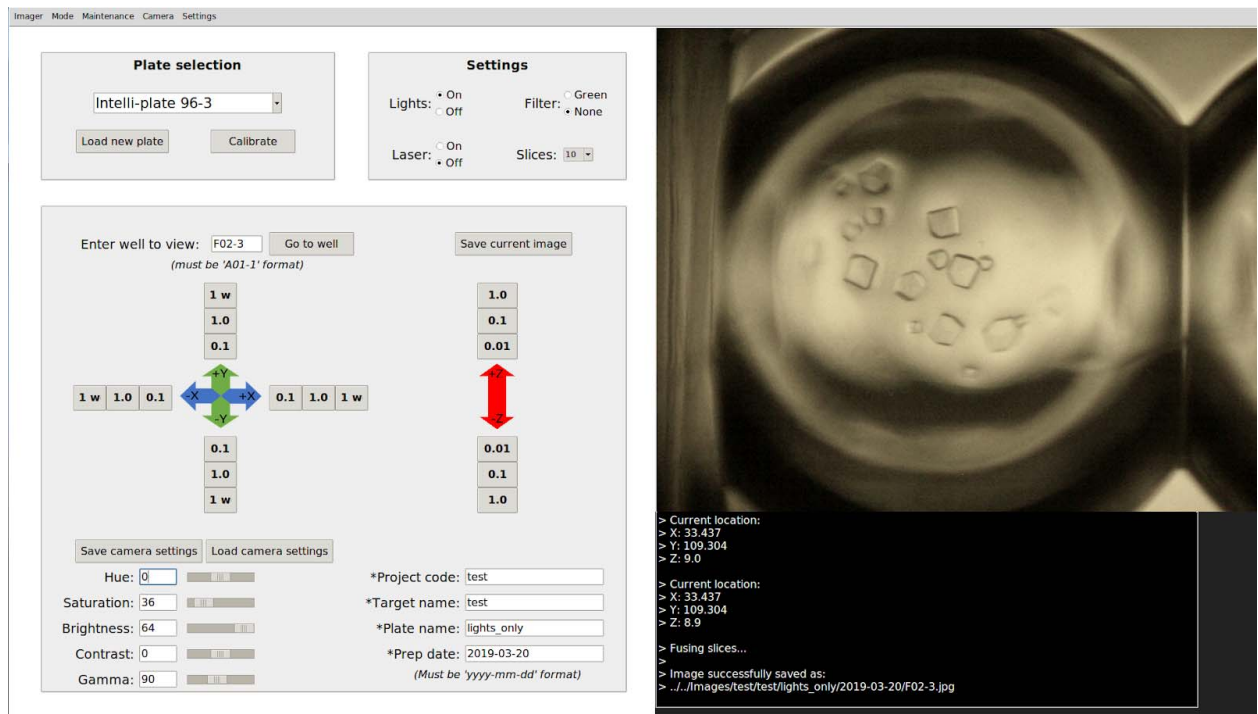 Imager Mode Maintenance Camera Settings
Plate selection
Intelli-plate 96-3
Load new plate Calibrate
Settings
Lights: On Off
Filter: Green None
Laser: On Off
Slices: 10
Enter well to view: F02-3 Go to well
(must be 'A01-1' format)
Save current image
1 w
1.0
0.1
+Y
1 w 1.0 0.1 -X +X 0.1 1.0 1 w
-Y
0.1
1.0
1 w
1.0
0.1
0.01
+Z
-Z
0.01
0.1
1.0
Save camera settings Load camera settings
Hue: 0
Saturation: 36
Brightness: 64
Contrast: 0
Gamma: 90
*Project code: test
*Target name: test
*Plate name: lights_only
*Prep date: 2019-03-20
(Must be 'yyyy-mm-dd' format)
> Current location:
> X: 33.437
> Y: 109.304
> Z: 9.0
> Current location:
> X: 33.437
> Y: 109.304
> Z: 8.9
> Fusing slices...
>
> Image successfully saved as:
> ../../Images/test/test/lights_only/2019-03-20/F02-3.jpg